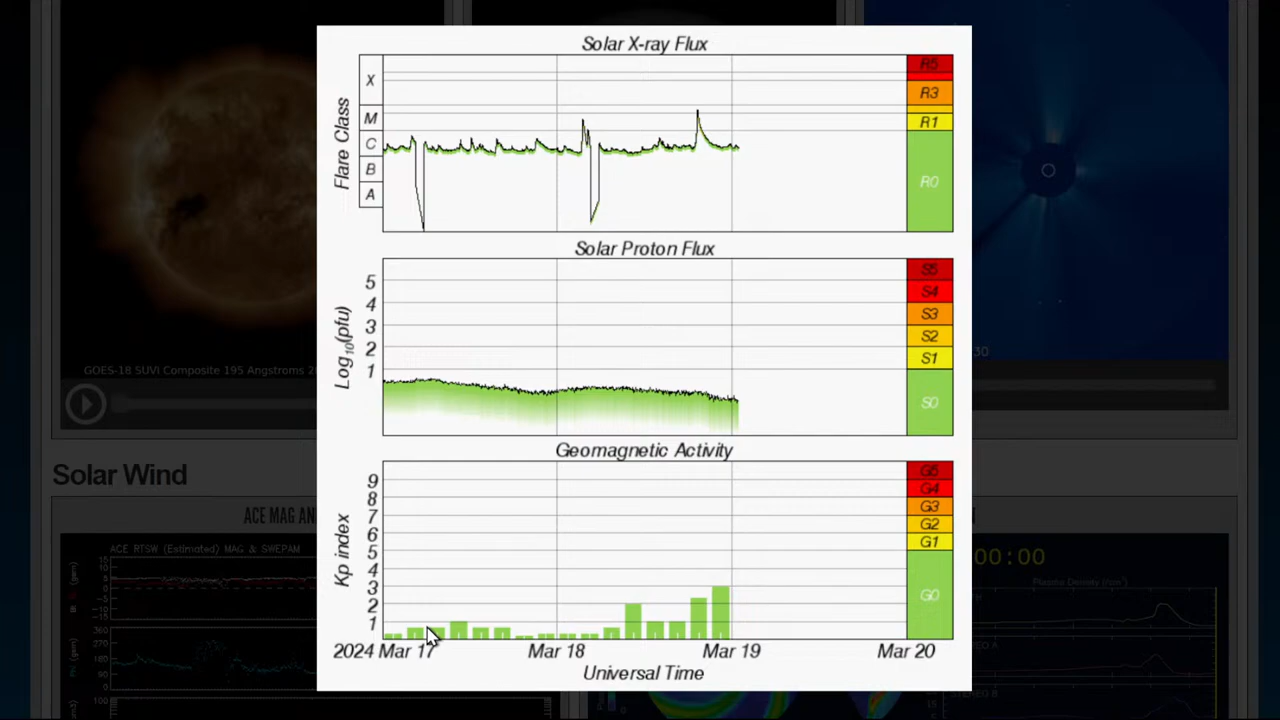 Solar X-ray Flux
Flare Class
X
M
C
B
A
R5
R3
R1
R0
Solar Proton Flux
Log10(pfu)
5
4
3
2
1
S5
S4
S3
S2
S1
S0
Geomagnetic Activity
Kp index
9
8
7
6
5
4
3
2
1
G5
G4
G3
G2
G1
G0
2024 Mar 17 Mar 18 Mar 19 Mar 20
Universal Time
GOES-18 SUVI Composite 195 Angstroms
30
Solar Wind
ACE MAG AN
ACE RTSW (Estimated) MAG & SWEPAM
00:00
Plasma Density